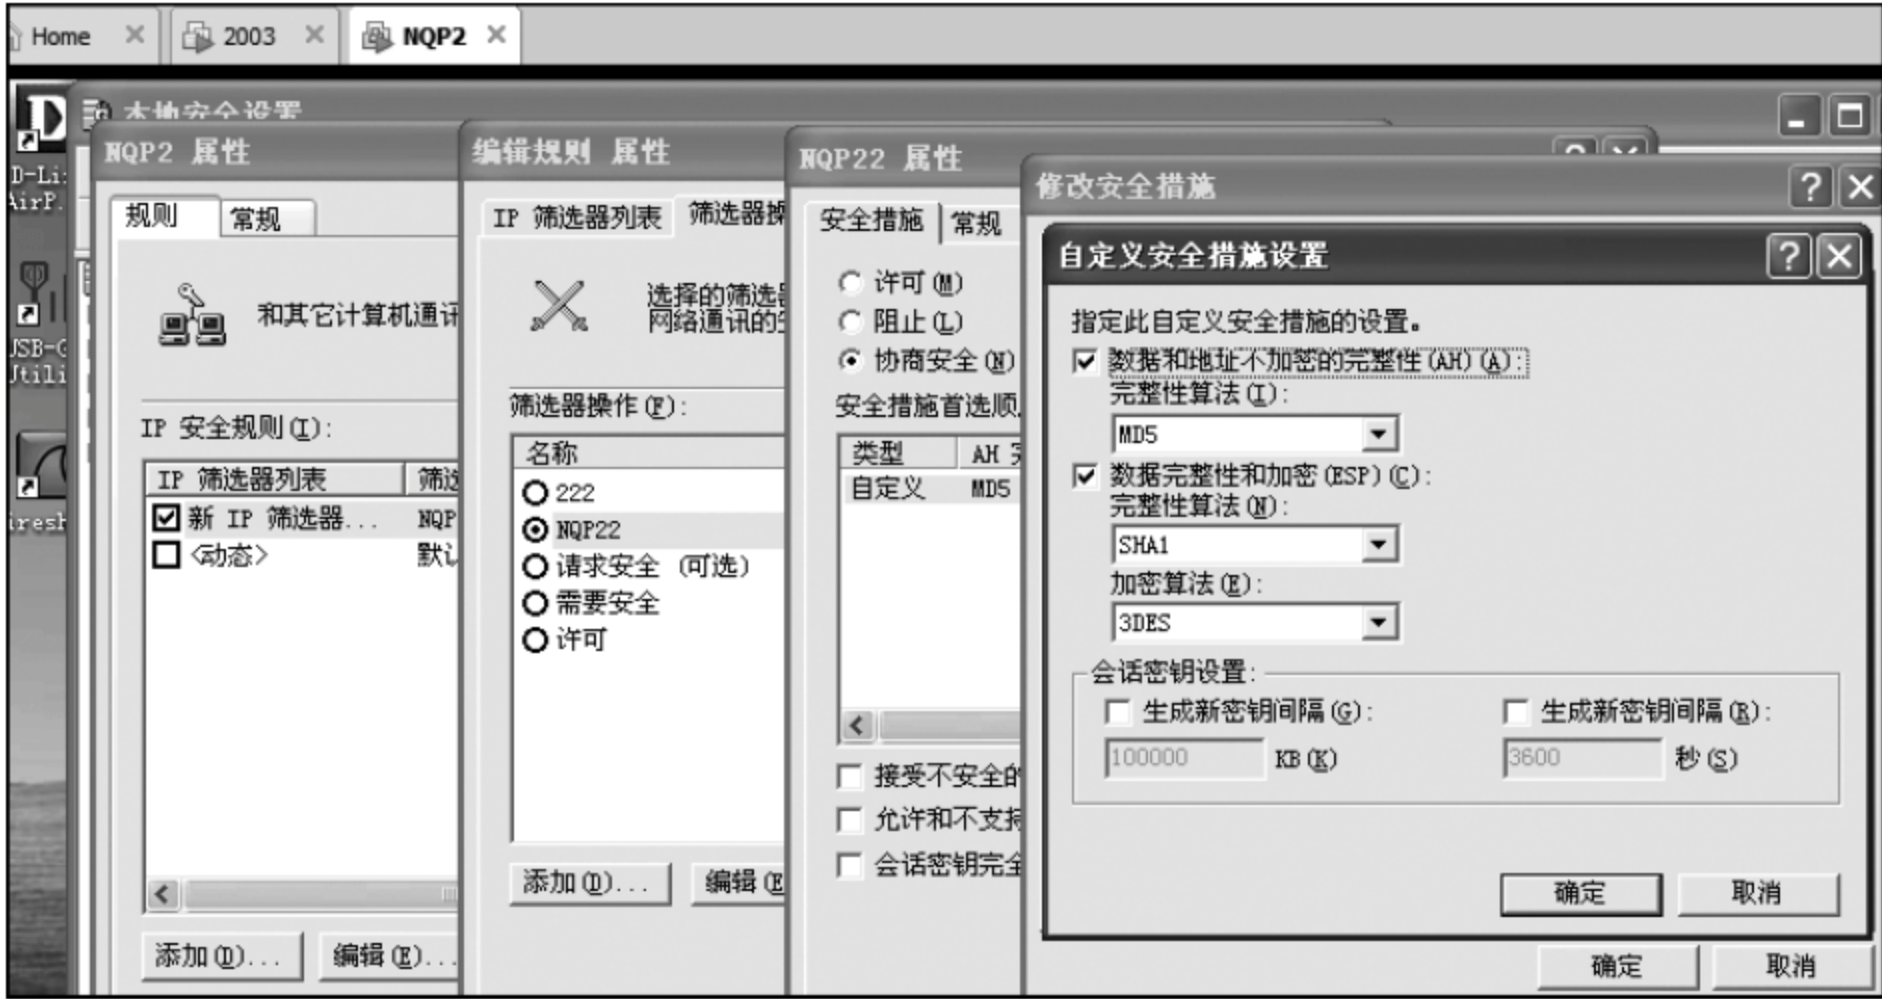 Home
2003
NQP2
本地安全设置
NQP2 属性
规则
常规
和其它计算机通讯
IP 安全规则(I):
IP 筛选器列表
新 IP 筛选器...
NQP
<动态>
添加(D)...
编辑(E)...
编辑规则 属性
IP 筛选器列表
筛选器操
选择的筛选
网络通讯的
筛选器操作(F):
名称
222
NQP22
请求安全 (可选)
需要安全
许可
添加(D)...
编辑(E
NQP22 属性
安全措施
常规
许可(M)
阻止(L)
协商安全(N)
安全措施首选顺
类型
AH
自定义
MD5
接受不安全的
允许和不支持
会话密钥完全
修改安全措施
自定义安全措施设置
指定此自定义安全措施的设置。
数据和地址不加密的完整性(AH)(A):
完整性算法(I):
MD5
数据完整性和加密(ESP)(C):
完整性算法(N):
SHA1
加密算法(E):
3DES
会话密钥设置:
生成新密钥间隔(G):
生成新密钥间隔(R):
100000
KB(K)
3600
秒(S)
确定
取消
确定
取消